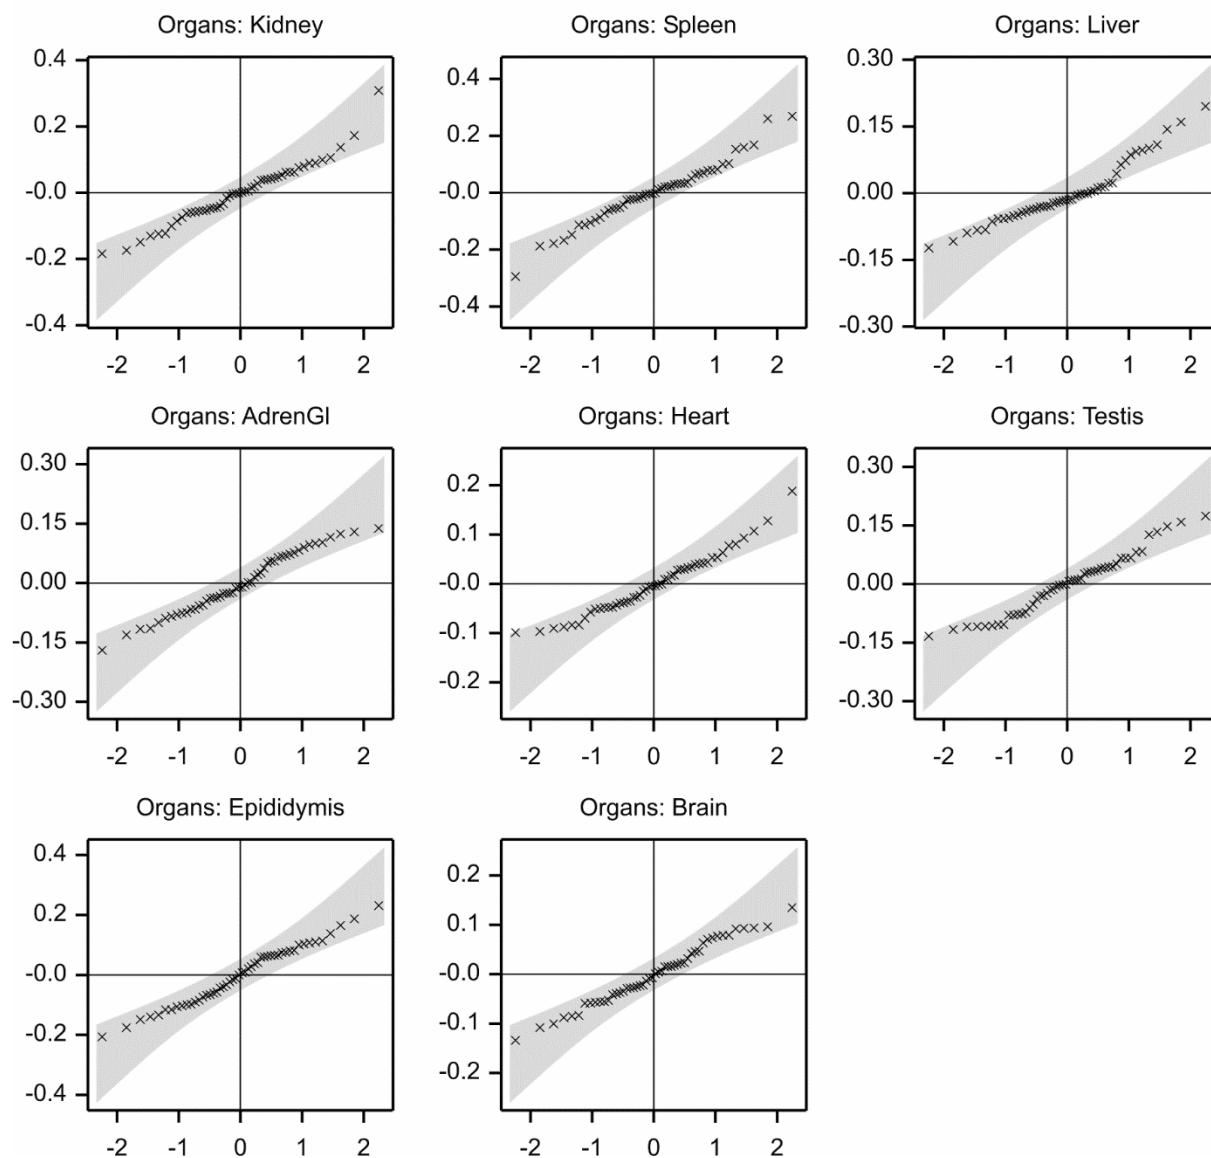 Organs: Kidney
0.4
0.2
-0.0
-0.2
-0.4
-2 -1 0 1 2
Organs: Spleen
0.4
0.2
-0.0
-0.2
-0.4
-2 -1 0 1 2
Organs: Liver
0.30
0.15
0.00
-0.15
-0.30
-2 -1 0 1 2
Organs: AdrenGl
0.30
0.15
0.00
-0.15
-0.30
-2 -1 0 1 2
Organs: Heart
0.2
0.1
-0.0
-0.1
-0.2
-2 -1 0 1 2
Organs: Testis
0.30
0.15
0.00
-0.15
-0.30
-2 -1 0 1 2
Organs: Epididymis
0.4
0.2
-0.0
-0.2
-0.4
-2 -1 0 1 2
Organs: Brain
0.2
0.1
-0.0
-0.1
-0.2
-2 -1 0 1 2